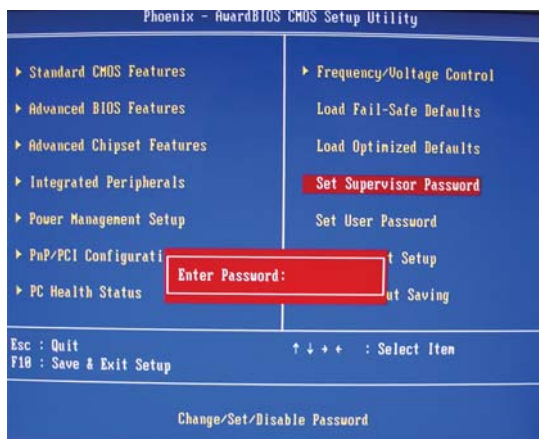 Phoenix - AwardBIOS CMOS Setup Utility
▶ Standard CMOS Features
▶ Advanced BIOS Features
▶ Advanced Chipset Features
▶ Integrated Peripherals
▶ Power Management Setup
▶ PnP/PCI Configurati
▶ PC Health Status
▶ Frequency/Voltage Control
Load Fail-Safe Defaults
Load Optimized Defaults
Set Supervisor Password
Set User Password
t Setup
ut Saving
Enter Password:
Esc : Quit
F10 : Save & Exit Setup
↑ ↓ → ← : Select Item
Change/Set/Disable Password